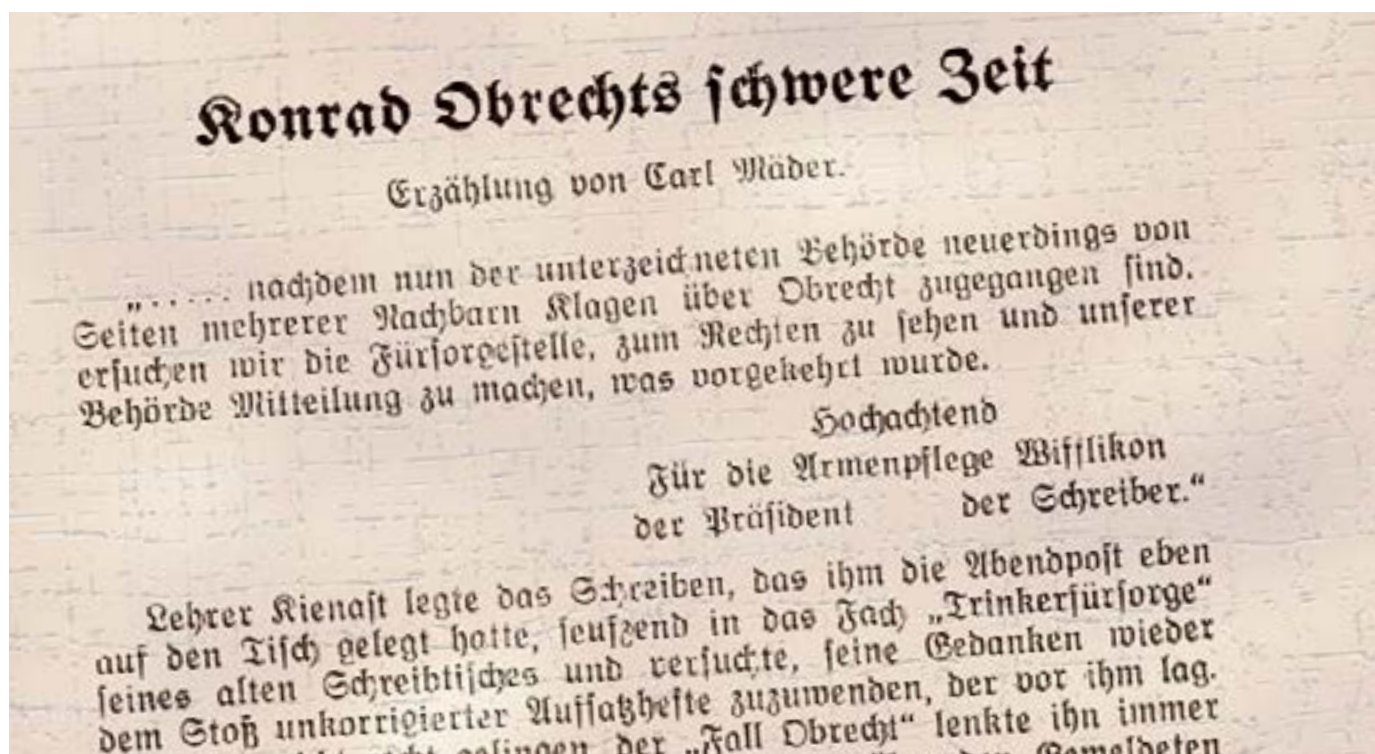 Konrad Obrechts schwere Zeit
Erzählung von Carl Mäder.
„..... nachdem nun der unterzeichneten Behörde neuerdings von
Seiten mehrerer Nachbarn Klagen über Obrecht zugegangen sind,
ersuchen wir die Fürsorgestelle, zum Rechten zu sehen und unserer
Behörde Mitteilung zu machen, was vorgekehrt wurde.
Hochachtend
Für die Armenpflege Wifflikon
der Präsident der Schreiber.“
Lehrer Kienast legte das Schreiben, das ihm die Abendpost eben
auf den Tisch gelegt hatte, seufzend in das Fach „Trinkerfürsorge“
seines alten Schreibtisches und versuchte, seine Gedanken wieder
dem Stoß unkorrigierter Aufsatzhefte zuzuwenden, der vor ihm lag.
gelingen der „Fall Obrecht“ lenkte ihn immer
Gemeldeten